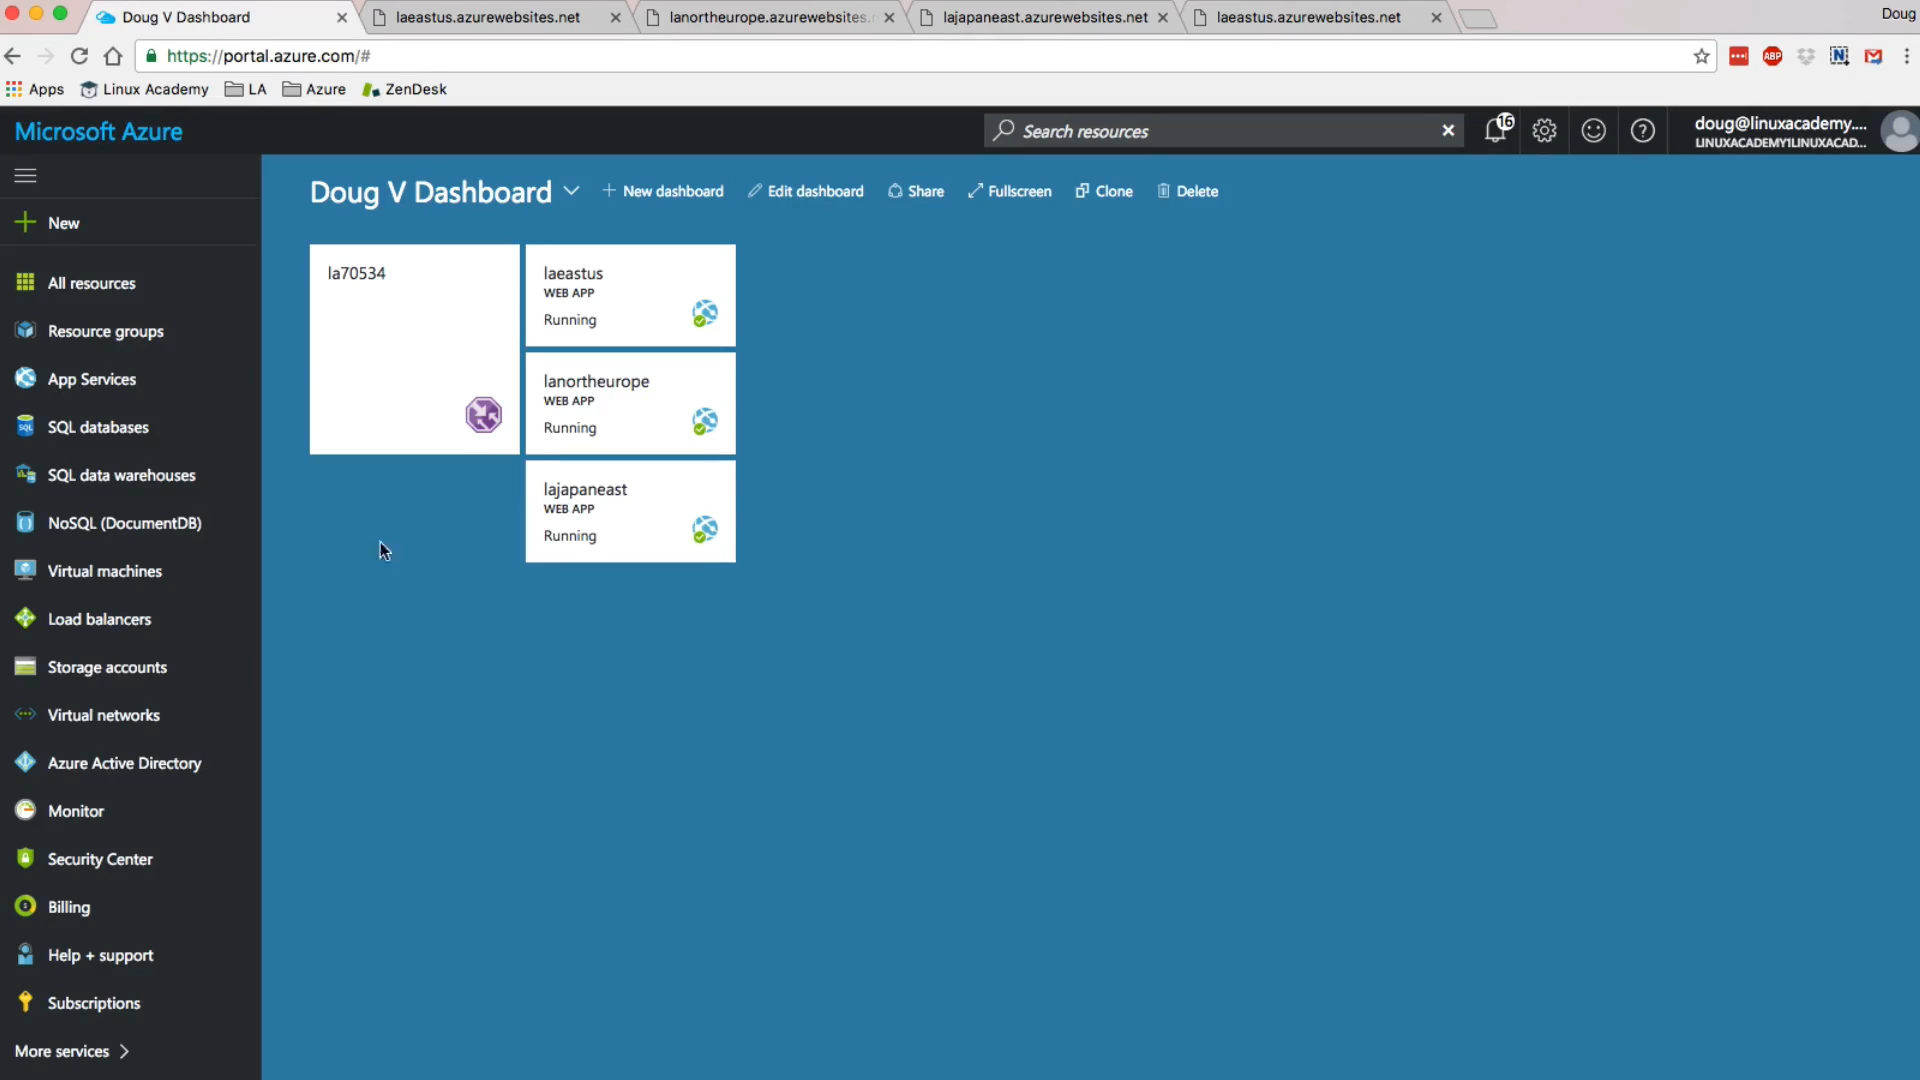 Doug V Dashboard
laeastus.azurewebsites.net
lanortheurope.azurewebsites.
lajapaneast.azurewebsites.net
laeastus.azurewebsites.net
Doug
https://portal.azure.com/#
ABP
N
Apps
Linux Academy
LA
Azure
ZenDesk
Microsoft Azure
Search resources
16
?
doug@linuxacademy....
LINUXACADEMY1LINUXACAD...
Doug V Dashboard
New dashboard
Edit dashboard
Share
Fullscreen
Clone
Delete
New
All resources
Resource groups
App Services
SQL databases
SQL data warehouses
NoSQL (DocumentDB)
Virtual machines
Load balancers
Storage accounts
Virtual networks
Azure Active Directory
Monitor
Security Center
Billing
Help + support
Subscriptions
More services
la70534
laeastus
WEB APP
Running
lanortheurope
WEB APP
Running
lajapaneast
WEB APP
Running